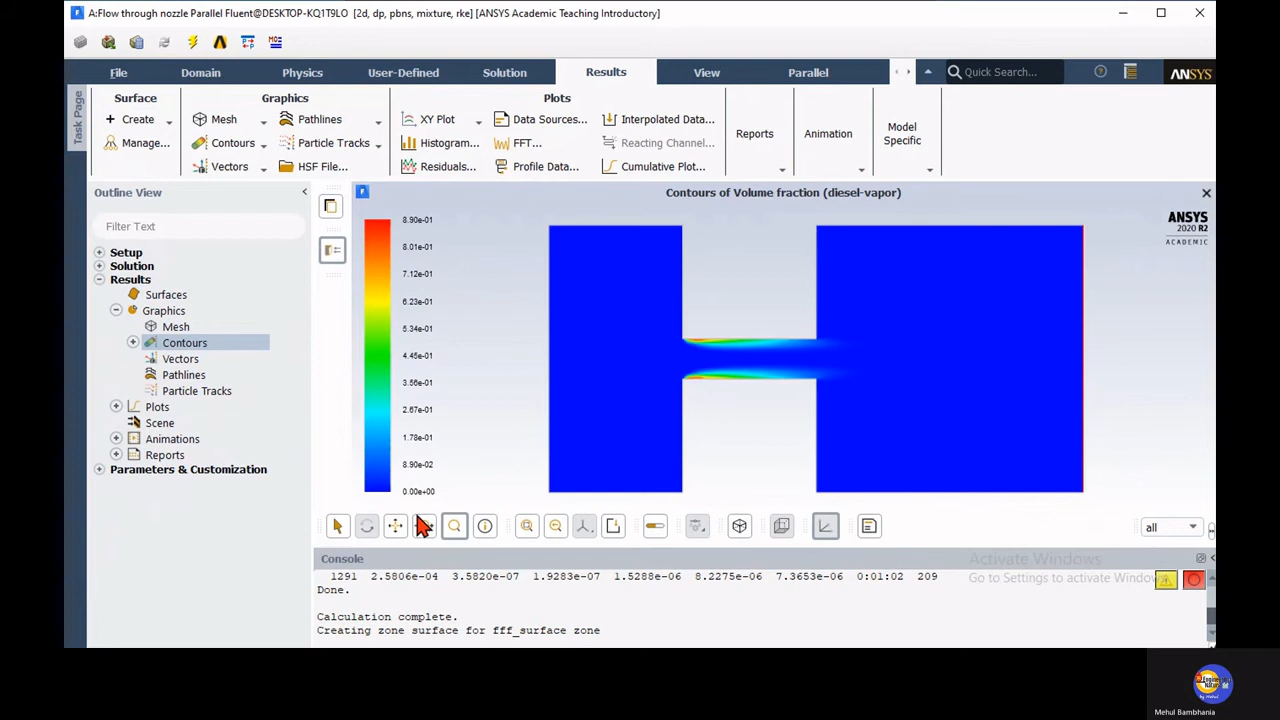 A:Flow through nozzle Parallel Fluent@DESKTOP-KQ1T9LO [2d, dp, pbns, mixture, rke] [ANSYS Academic Teaching Introductory]
File Domain Physics User-Defined Solution Results View Parallel Quick Search... ANSYS
Task Page
Surface
Create
Manage...
Graphics
Mesh Pathlines
Contours Particle Tracks
Vectors HSF File...
Plots
XY Plot Data Sources... Interpolated Data...
Histogram... FFT... Reacting Channel...
Residuals... Profile Data... Cumulative Plot...
Reports
Animation
Model
Specific
Outline View
Filter Text
Setup
Solution
Results
Surfaces
Graphics
Mesh
Contours
Vectors
Pathlines
Particle Tracks
Plots
Scene
Animations
Reports
Parameters & Customization
Contours of Volume fraction (diesel-vapor)
ANSYS
2020 R2
ACADEMIC
8.90e-01
8.01e-01
7.12e-01
6.23e-01
5.34e-01
4.45e-01
3.56e-01
2.67e-01
1.78e-01
8.90e-02
0.00e+00
all
Console
1291 2.5806e-04 3.5820e-07 1.9283e-07 1.5288e-06 8.2275e-06 7.3653e-06 0:01:02 209
Done.
Calculation complete.
Creating zone surface for fff_surface zone
Activate Windows
Go to Settings to activate Windows.
Mehul Bambhania